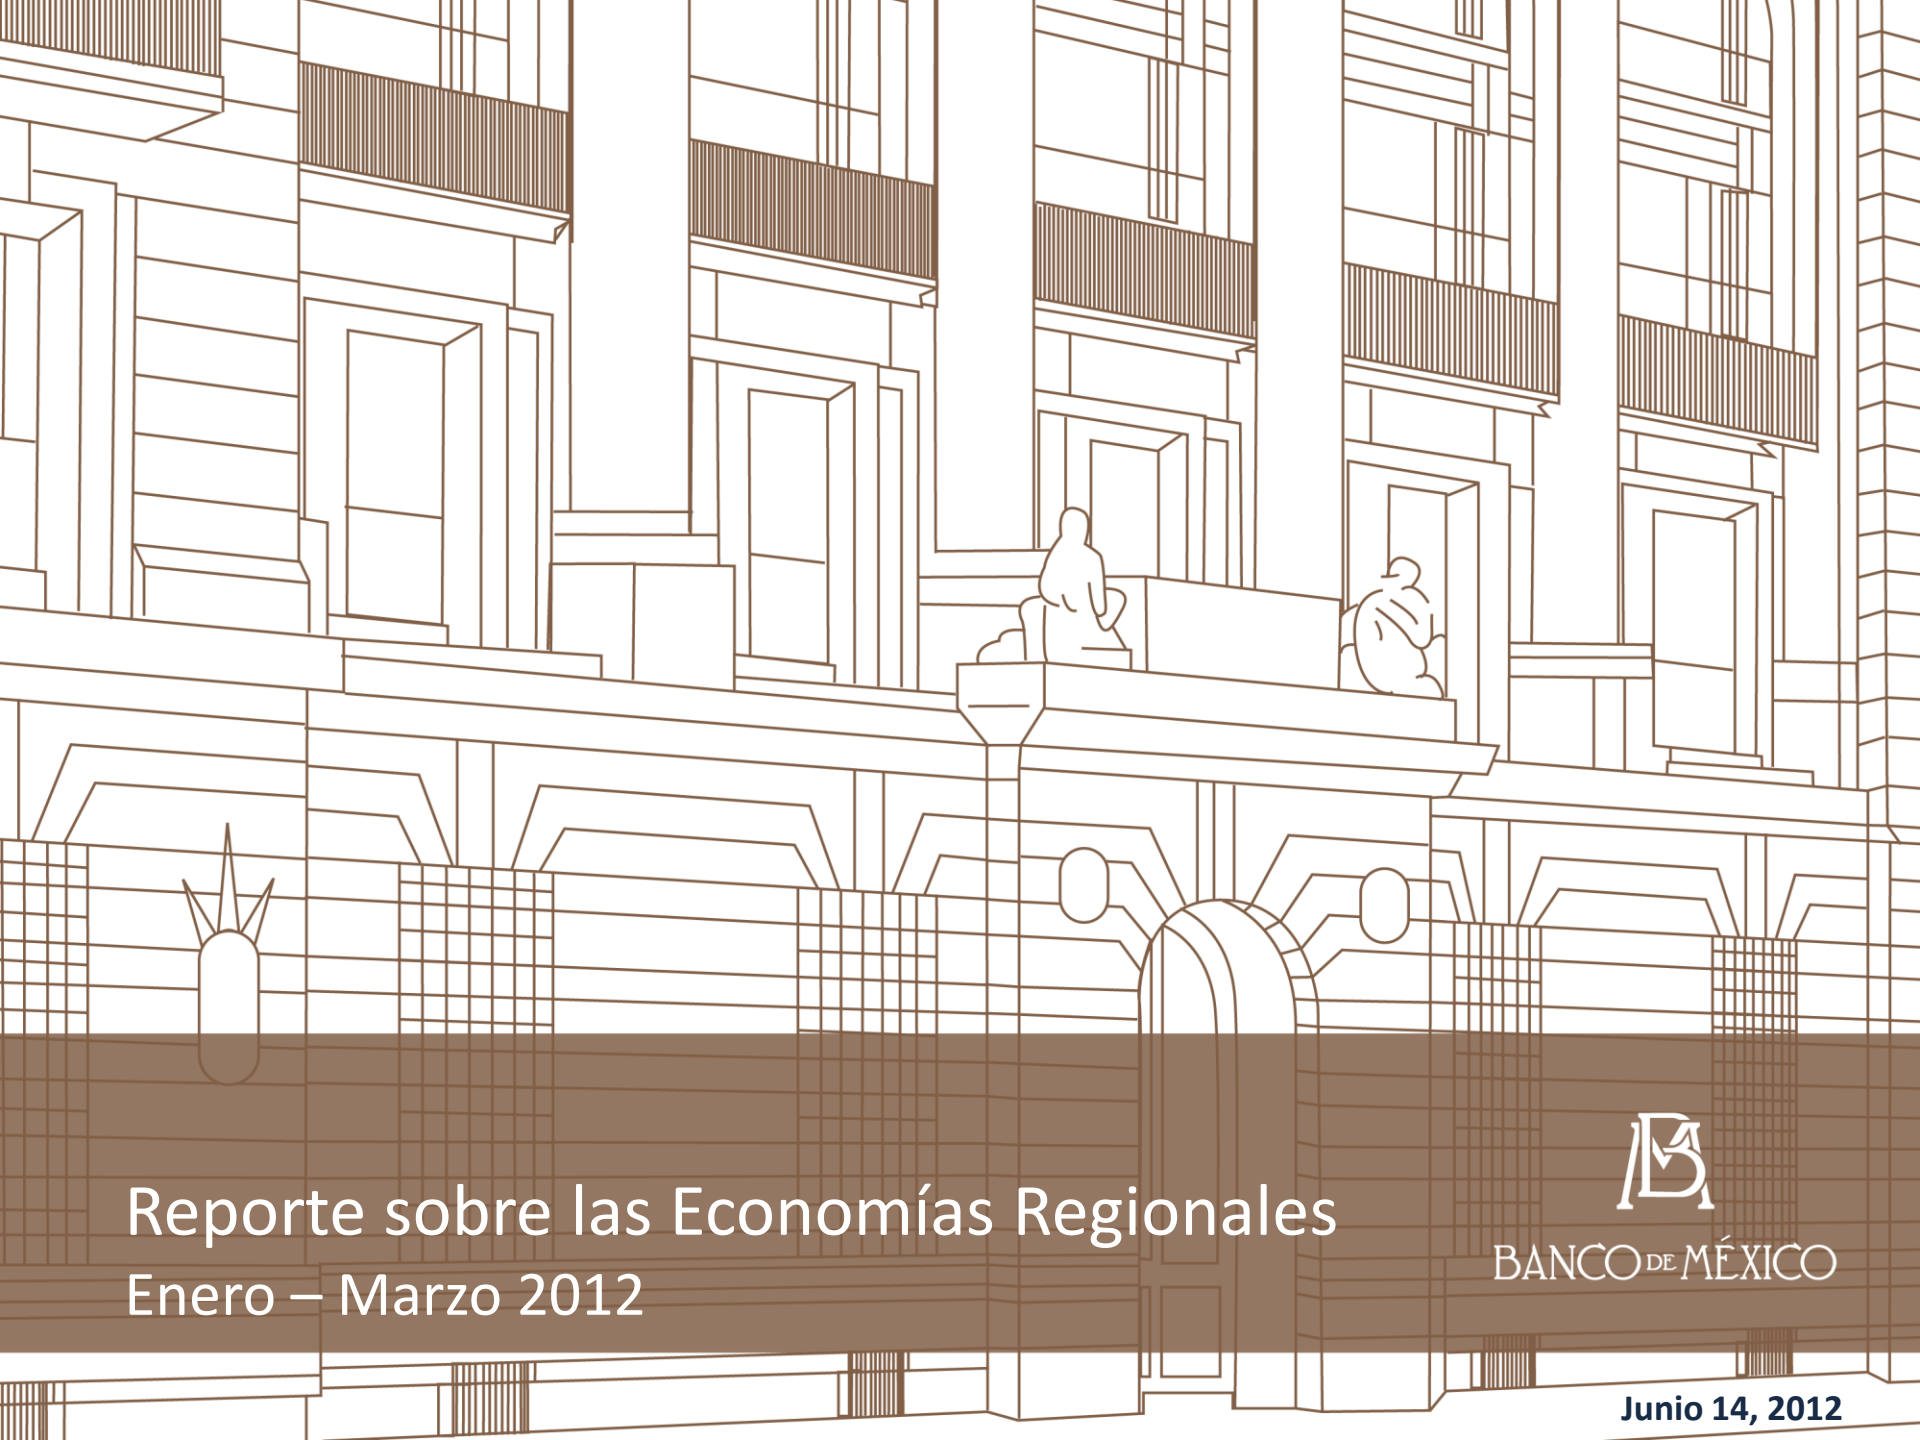 Reporte sobre las Economías Regionales
Enero – Marzo 2012
BANCO DE MÉXICO
Junio 14, 2012